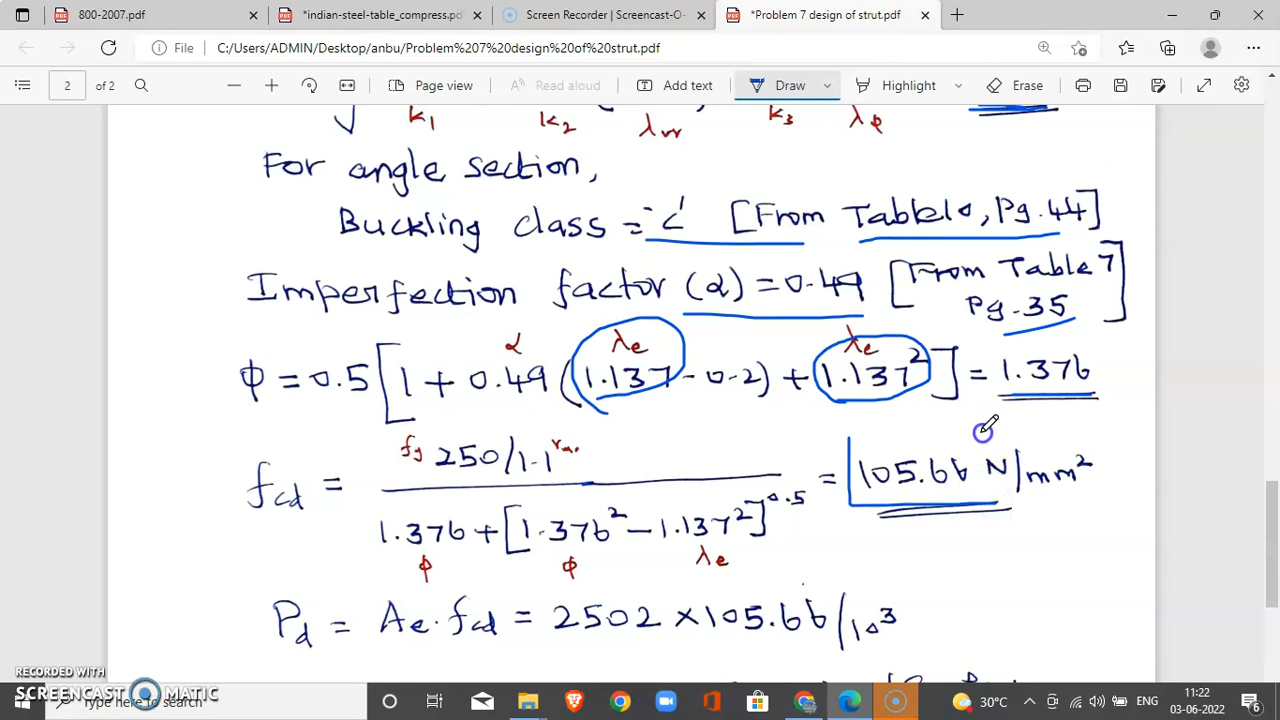 800-2007.pdf
*indian-steel-table_compress.p
Screen Recorder | Screencast-O-
*Problem 7 design of strut.pdf
File C:/Users/ADMIN/Desktop/anbu/Problem%207%20design%20of%20strut.pdf
2 of 2 Page view Read aloud Add text Draw Highlight Erase
k1 k2 λvv k3 λφ
For angle section,
Buckling class = 'c' [From Table 10, Pg.44]
Imperfection factor (α) = 0.49 [From Table 7
Pg.35]
α λe λe
φ = 0.5 [1 + 0.49 (1.137 - 0.2) + 1.137²] = 1.376
fcd = fy 250/1.1 γmo / 1.376 + [1.376² - 1.137²]^0.5 = 105.66 N/mm²
φ φ λe
Pd = Ae.fcd = 2502 × 105.66/10³
RECORDED WITH
SCREENCAST MATIC
Type here to search
30°C ENG 11:22
03-06-2022
6